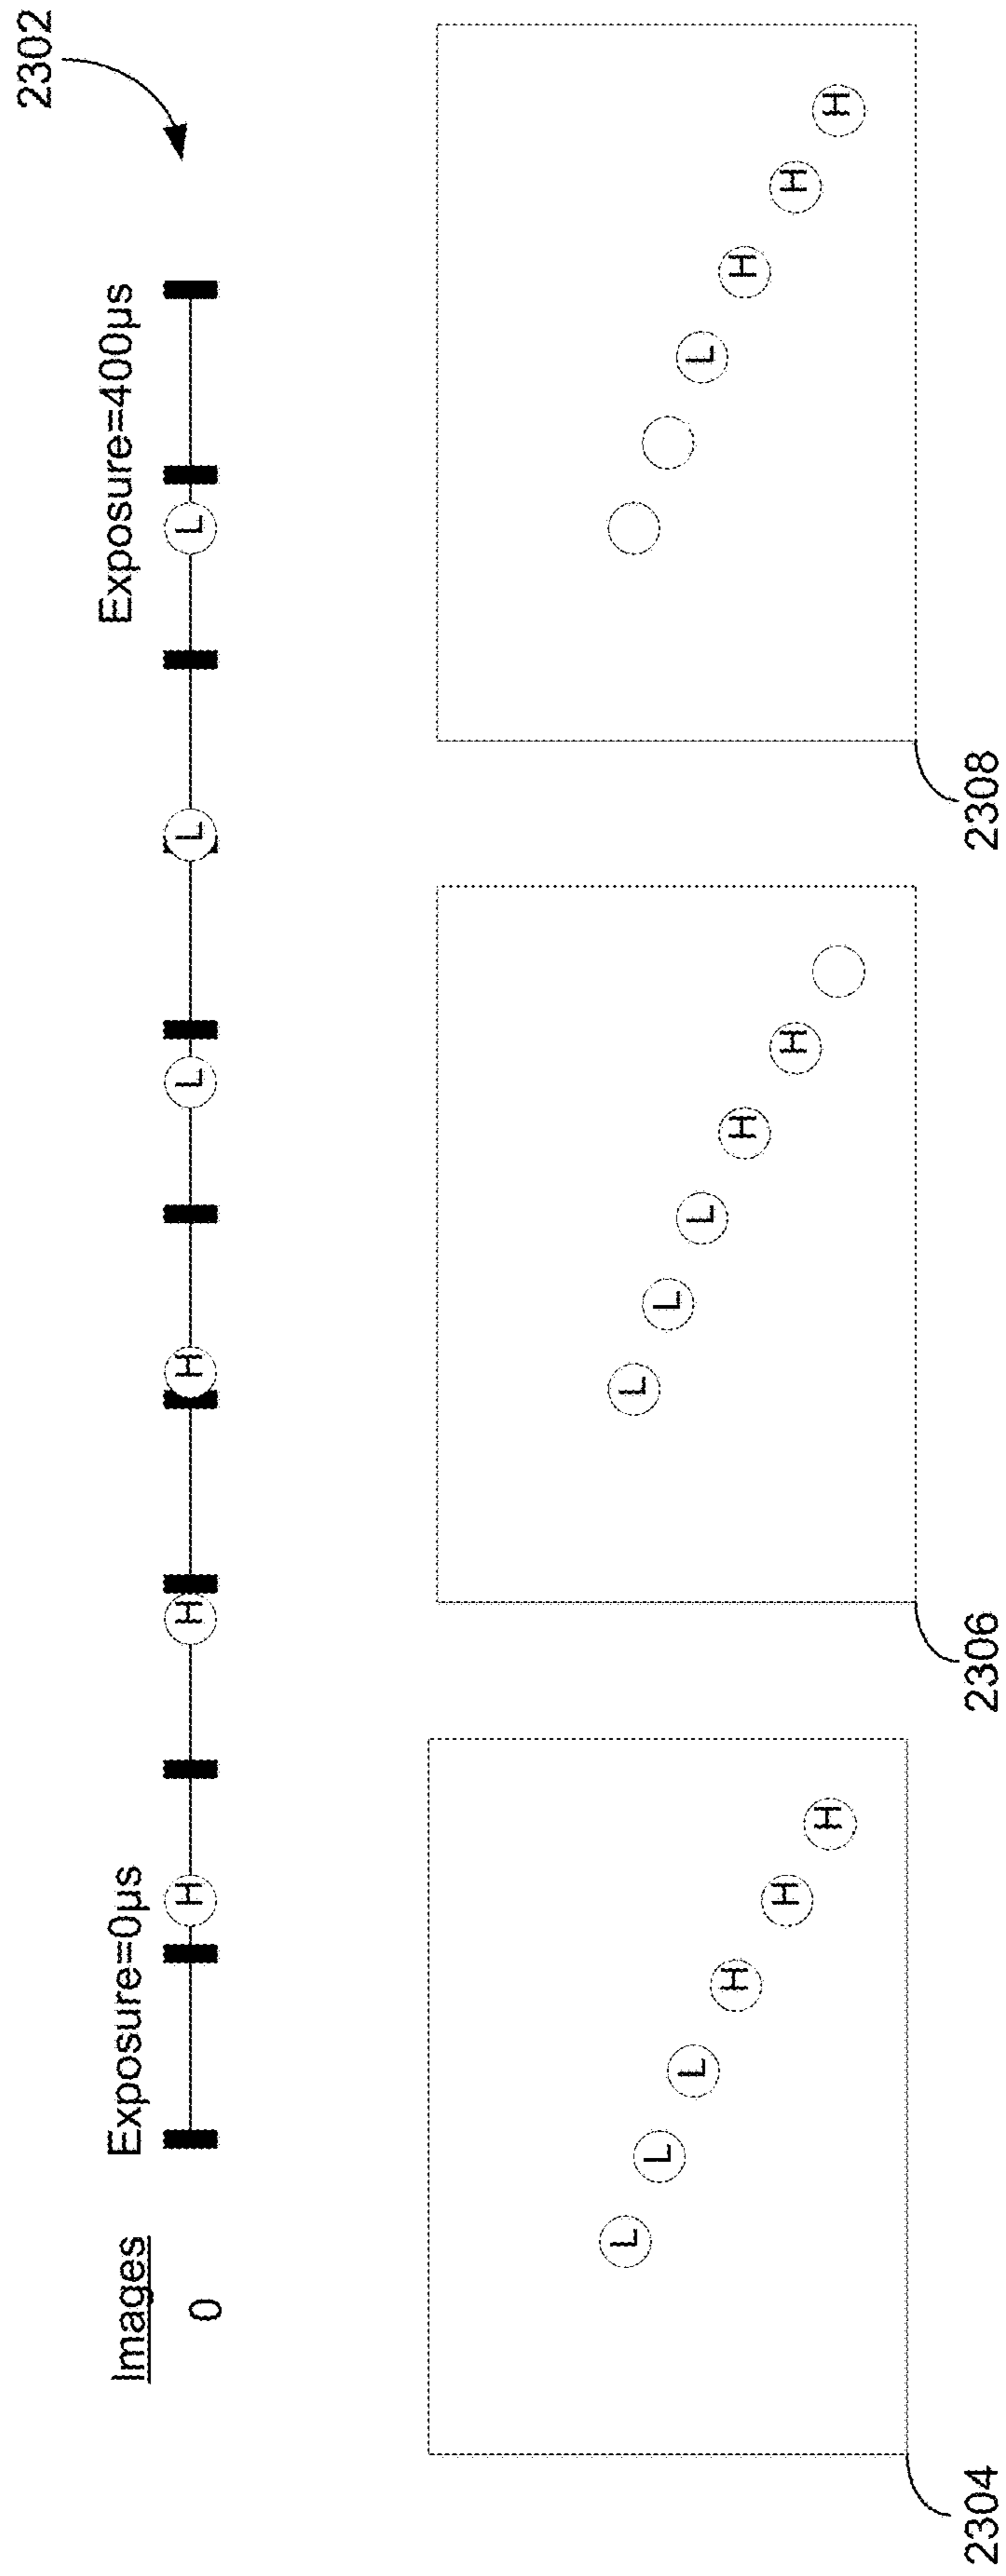 2302
Images Exposure=0µs Exposure=400µs
0 H H H L L L
L L L H H H
L L L H H
L H H H
2304 2306 2308